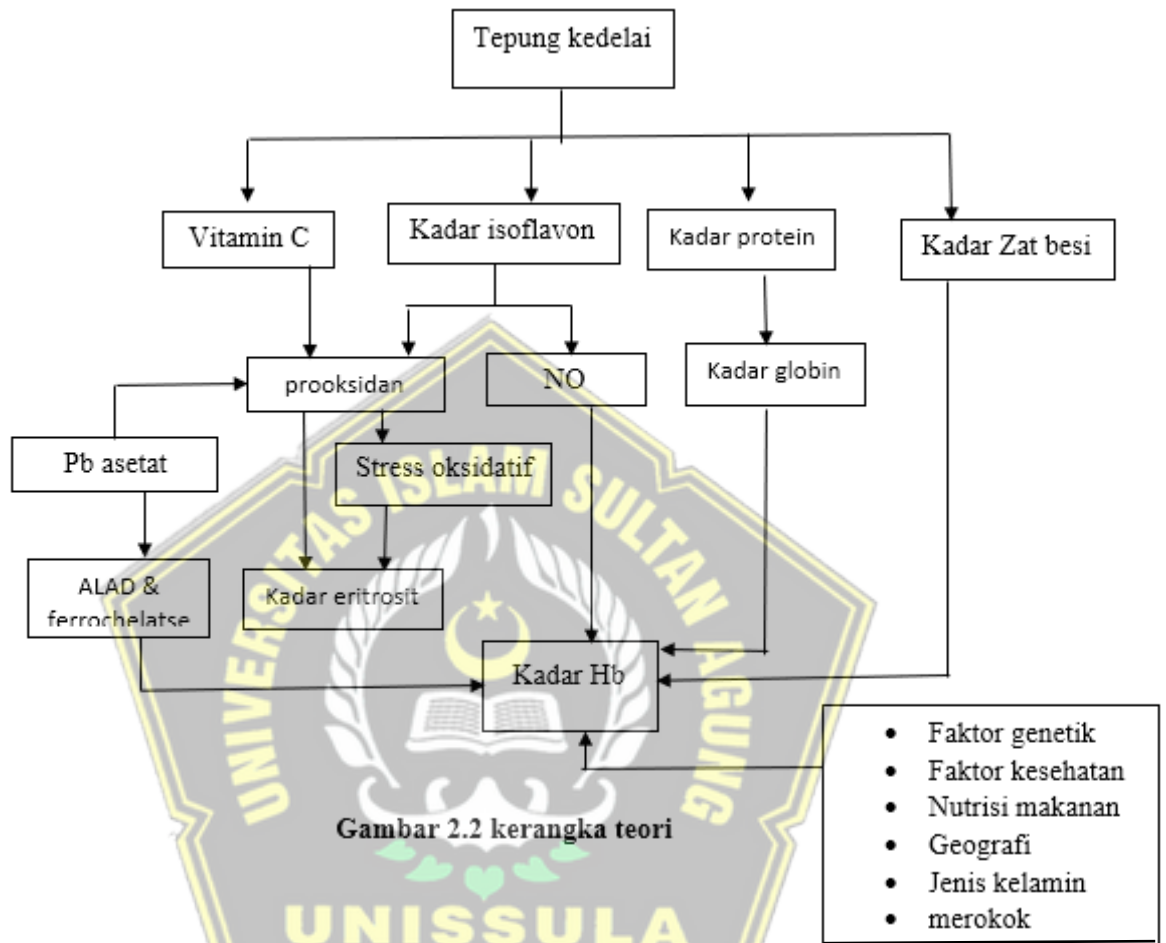 Tepung kedelai
Vitamin C
Kadar isoflavon
Kadar protein
Kadar Zat besi
prooksidan
NO
Kadar globin
Pb asetat
Stress oksidatif
ALAD &
ferrochelatse
Kadar eritrosit
Kadar Hb
• Faktor genetik
• Faktor kesehatan
• Nutrisi makanan
• Geografi
• Jenis kelamin
• merokok
Gambar 2.2 kerangka teori
UNIVERSITAS ISLAM SULTAN AGUNG
UNISSULA